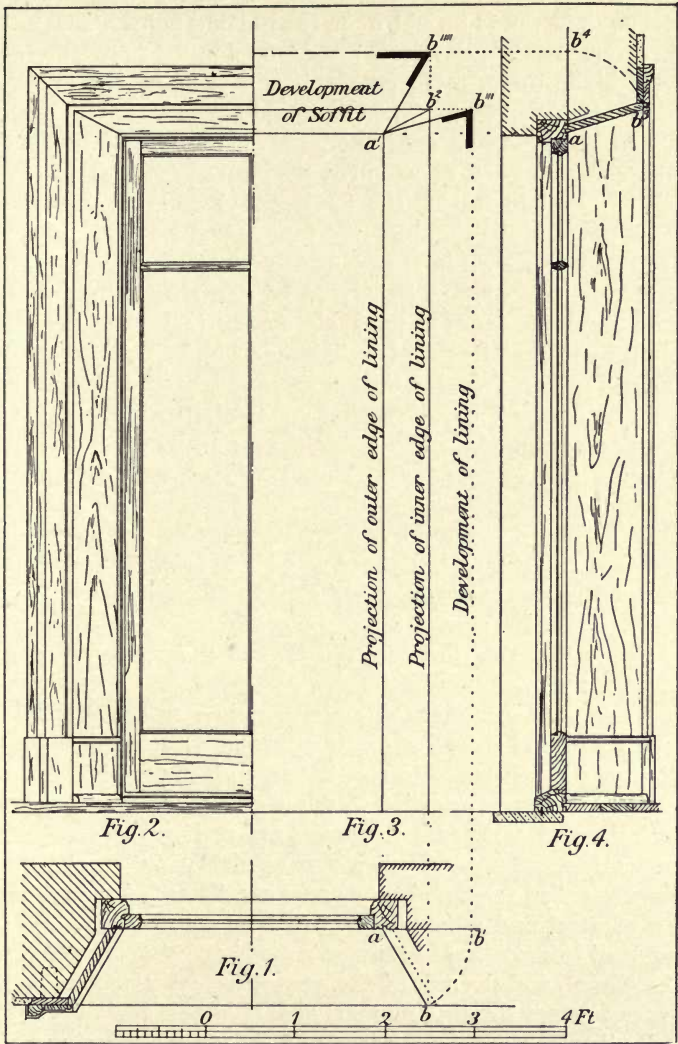 b''''
b⁴
Development
of Soffit
b²
b'''
a'
a
b'
Projection of outer edge of lining
Projection of inner edge of lining
Development of lining
Fig. 2.
Fig. 3.
Fig. 4.
a
b'
Fig. 1.
b
0 1 2 3 4 Ft